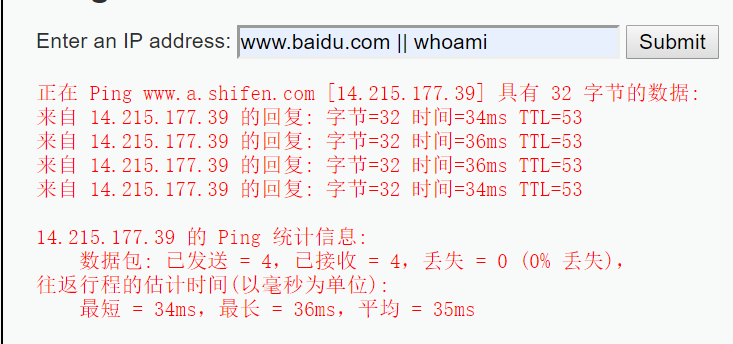 Enter an IP address: www.baidu.com || whoami Submit
正在 Ping www.a.shifen.com [14.215.177.39] 具有 32 字节的数据:
来自 14.215.177.39 的回复: 字节=32 时间=34ms TTL=53
来自 14.215.177.39 的回复: 字节=32 时间=36ms TTL=53
来自 14.215.177.39 的回复: 字节=32 时间=36ms TTL=53
来自 14.215.177.39 的回复: 字节=32 时间=34ms TTL=53
14.215.177.39 的 Ping 统计信息:
数据包: 已发送 = 4，已接收 = 4，丢失 = 0 (0% 丢失)，
往返行程的估计时间(以毫秒为单位):
最短 = 34ms，最长 = 36ms，平均 = 35ms